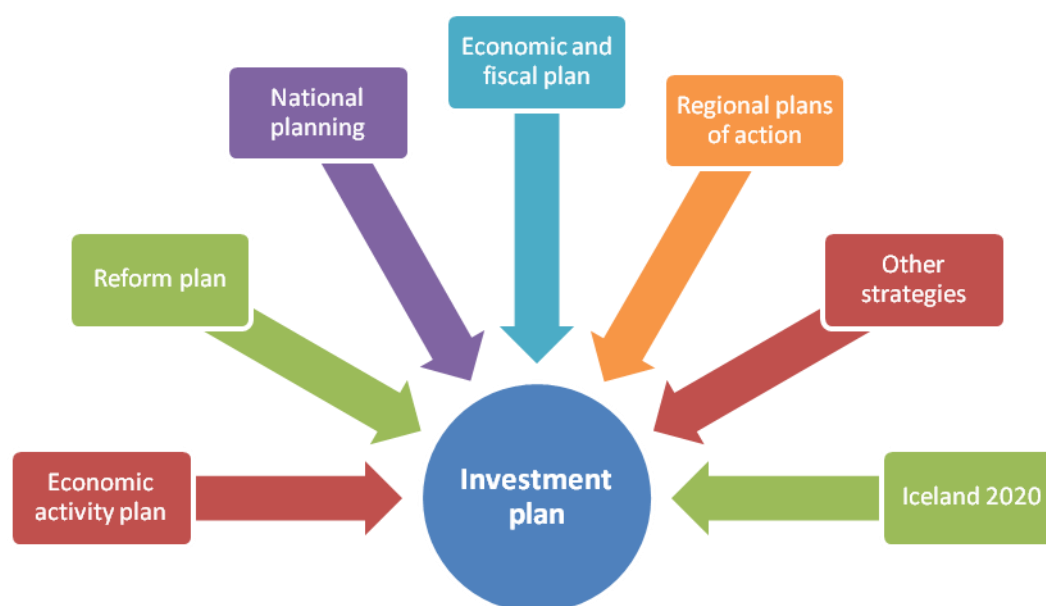 Economic and
fiscal plan
National
planning
Regional plans
of action
Reform plan
Other
strategies
Economic
activity plan
Investment
plan
Iceland 2020